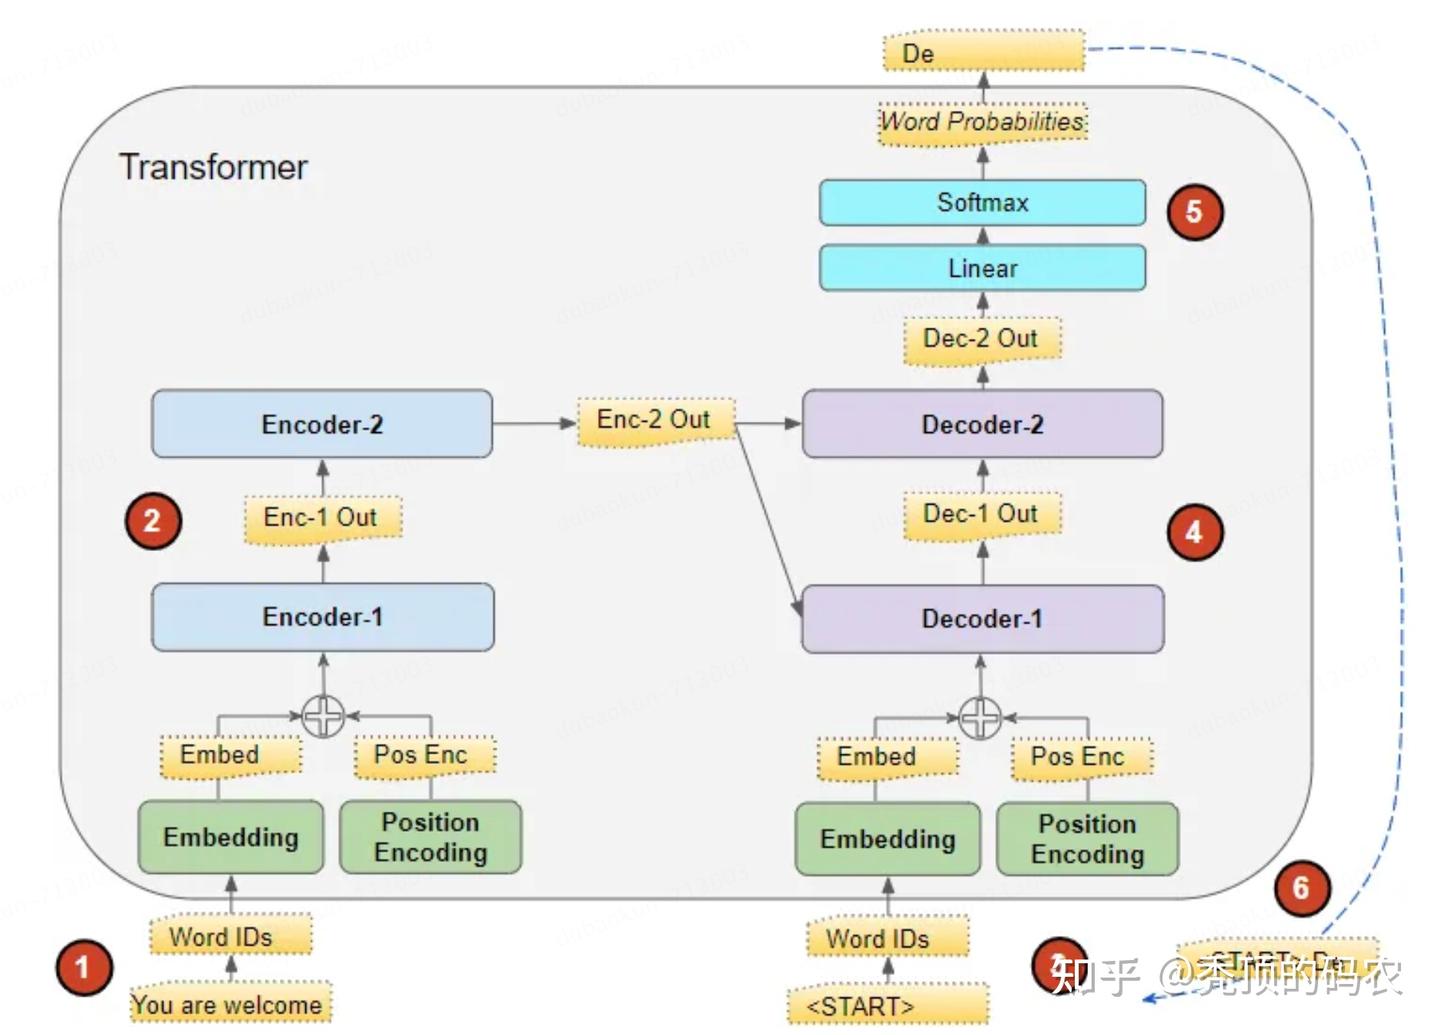 De
Word Probabilities
Transformer
Softmax
5
Linear
Dec-2 Out
Encoder-2
Enc-2 Out
Decoder-2
2
Enc-1 Out
Dec-1 Out
4
Encoder-1
Decoder-1
Embed
Pos Enc
Embed
Pos Enc
Embedding
Position
Encoding
Embedding
Position
Encoding
6
Word IDs
Word IDs
1
3
<START> De
知乎 @秃顶的码农
You are welcome
<START>
dubaokun-713003